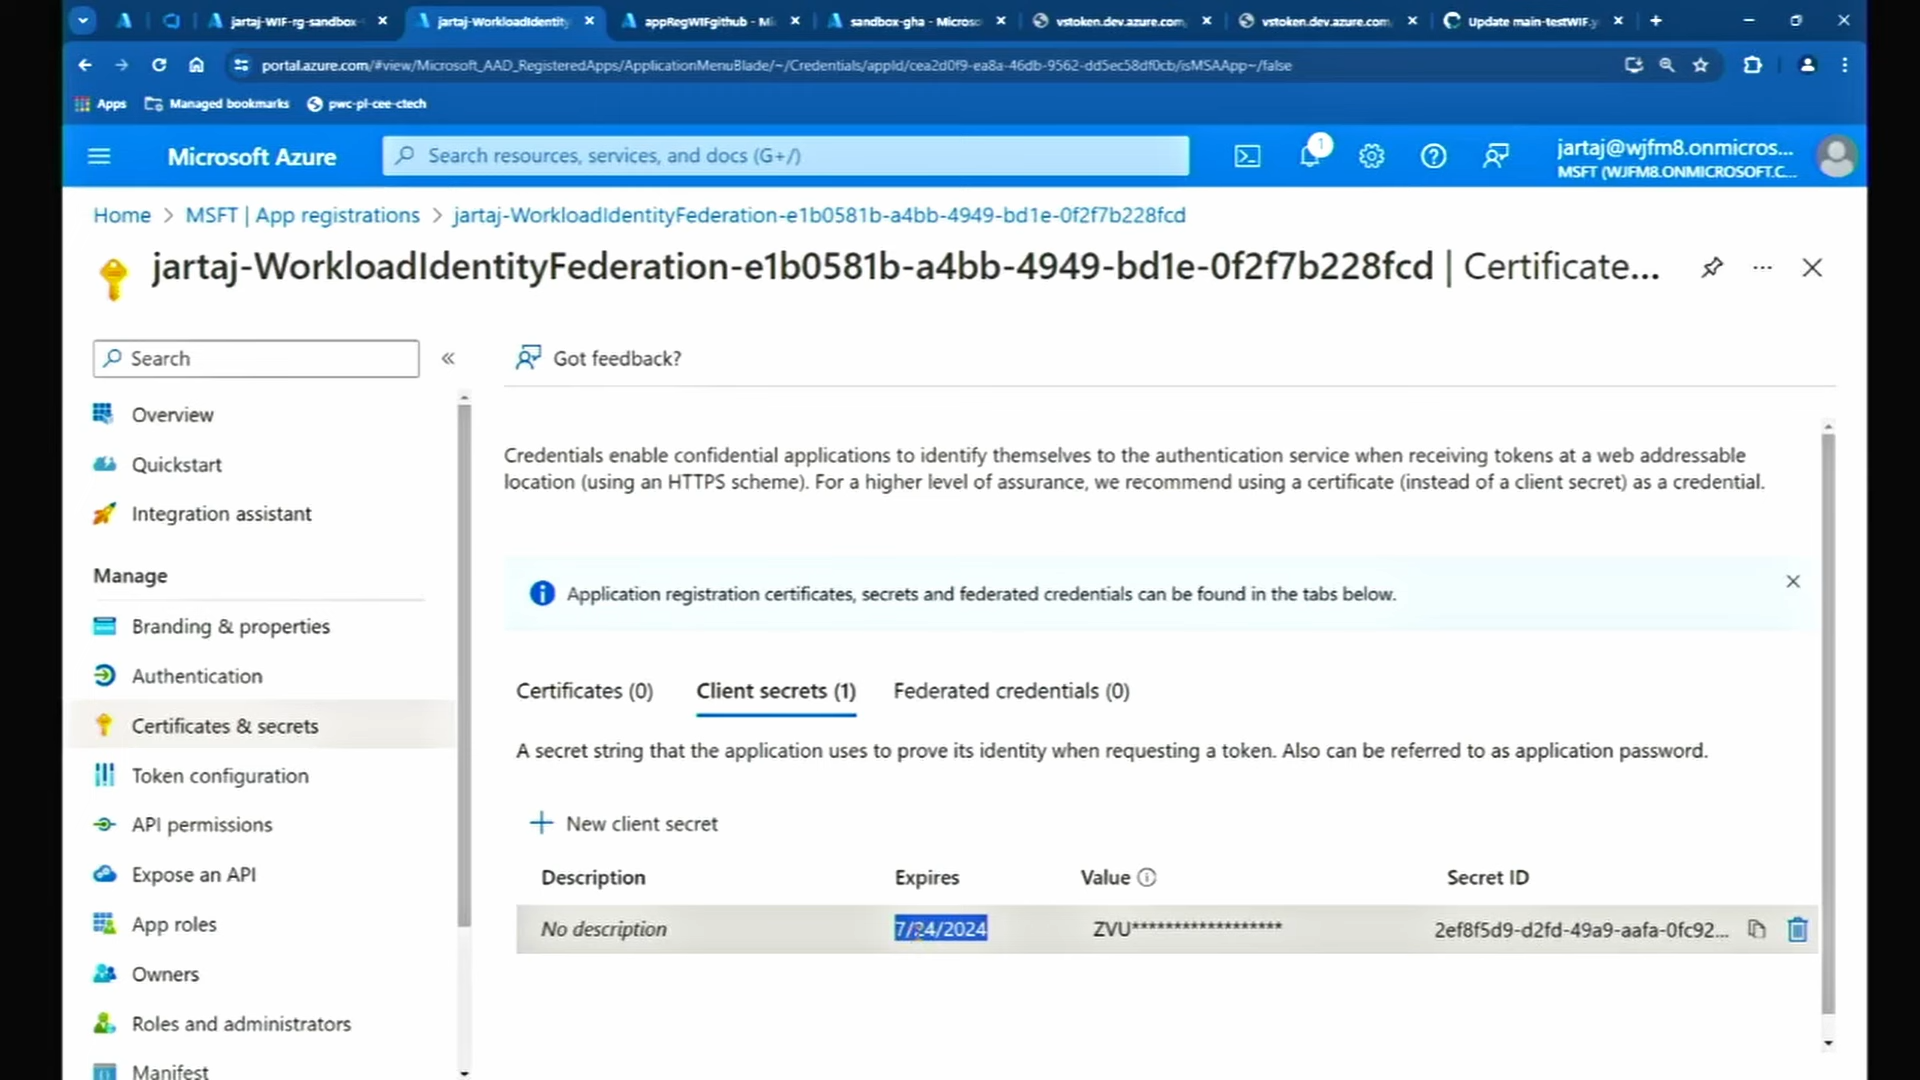 jartaj-WIF-rg-sandbox-
jartaj-WorkloadIdentity
appRegWIFgithub - Mi
sandbox-gha - Microso
vstoken.dev.azure.com
vstoken.dev.azure.com
Update main-testWIF.y
portal.azure.com/#view/Microsoft_AAD_RegisteredApps/ApplicationMenuBlade/~/Credentials/appId/cea2d0f9-ea8a-46db-9562-dd5ec58df0cb/isMSAApp~/false
Apps
Managed bookmarks
pwc-pl-cee-ctech
Microsoft Azure
Search resources, services, and docs (G+/)
1
jartaj@wjfm8.onmicros...
MSFT (WJFM8.ONMICROSOFT.C...
Home > MSFT | App registrations > jartaj-WorkloadIdentityFederation-e1b0581b-a4bb-4949-bd1e-0f2f7b228fcd
jartaj-WorkloadIdentityFederation-e1b0581b-a4bb-4949-bd1e-0f2f7b228fcd | Certificate...
Search
Got feedback?
Overview
Quickstart
Integration assistant
Manage
Branding & properties
Authentication
Certificates & secrets
Token configuration
API permissions
Expose an API
App roles
Owners
Roles and administrators
Manifest
Credentials enable confidential applications to identify themselves to the authentication service when receiving tokens at a web addressable
location (using an HTTPS scheme). For a higher level of assurance, we recommend using a certificate (instead of a client secret) as a credential.
Application registration certificates, secrets and federated credentials can be found in the tabs below.
Certificates (0)
Client secrets (1)
Federated credentials (0)
A secret string that the application uses to prove its identity when requesting a token. Also can be referred to as application password.
New client secret
Description
Expires
Value
Secret ID
No description
7/24/2024
ZVU******************
2ef8f5d9-d2fd-49a9-aafa-0fc92...